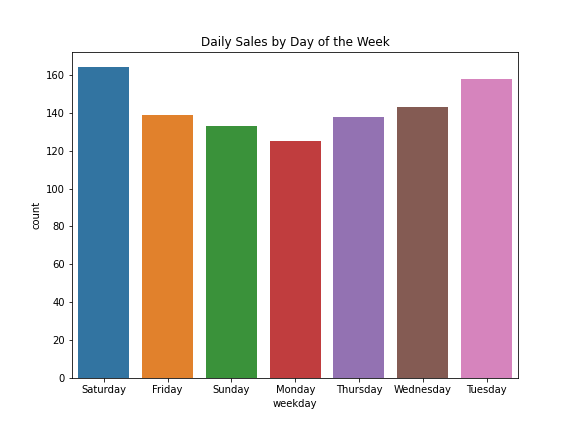 Daily Sales by Day of the Week
count
160
140
120
100
80
60
40
20
0
Saturday Friday Sunday Monday Thursday Wednesday Tuesday
weekday